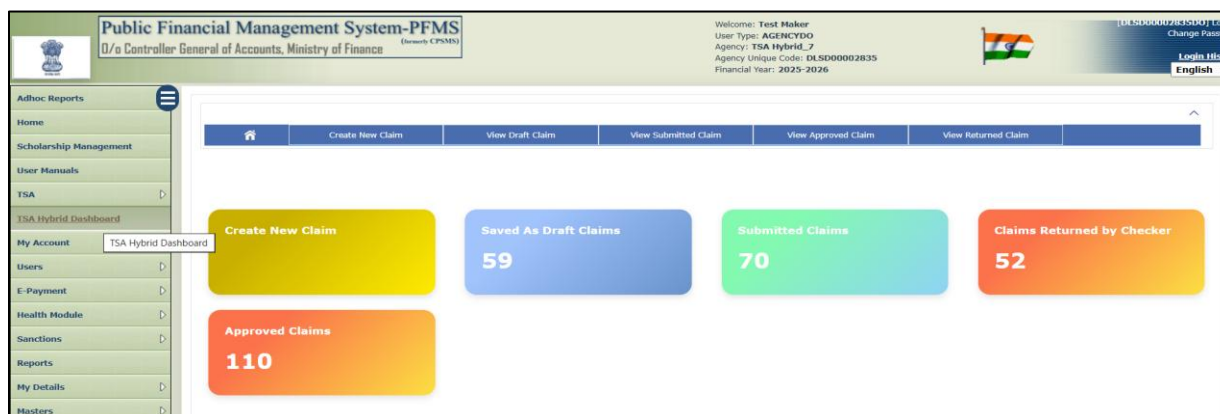 Public Financial Management System-PFMS
(formerly CPSMS)
O/o Controller General of Accounts, Ministry of Finance
Welcome: Test Maker
User Type: AGENCYDO
Agency: TSA Hybrid_7
Agency Unique Code: DLSD00002835
Financial Year: 2025-2026
Change Pass
Login His
English
Adhoc Reports
Home
Scholarship Management
User Manuals
TSA
TSA Hybrid Dashboard
My Account
TSA Hybrid Dashboard
Users
E-Payment
Health Module
Sanctions
Reports
My Details
Masters
Create New Claim
View Draft Claim
View Submitted Claim
View Approved Claim
View Returned Claim
Create New Claim
Saved As Draft Claims
59
Submitted Claims
70
Claims Returned by Checker
52
Approved Claims
110